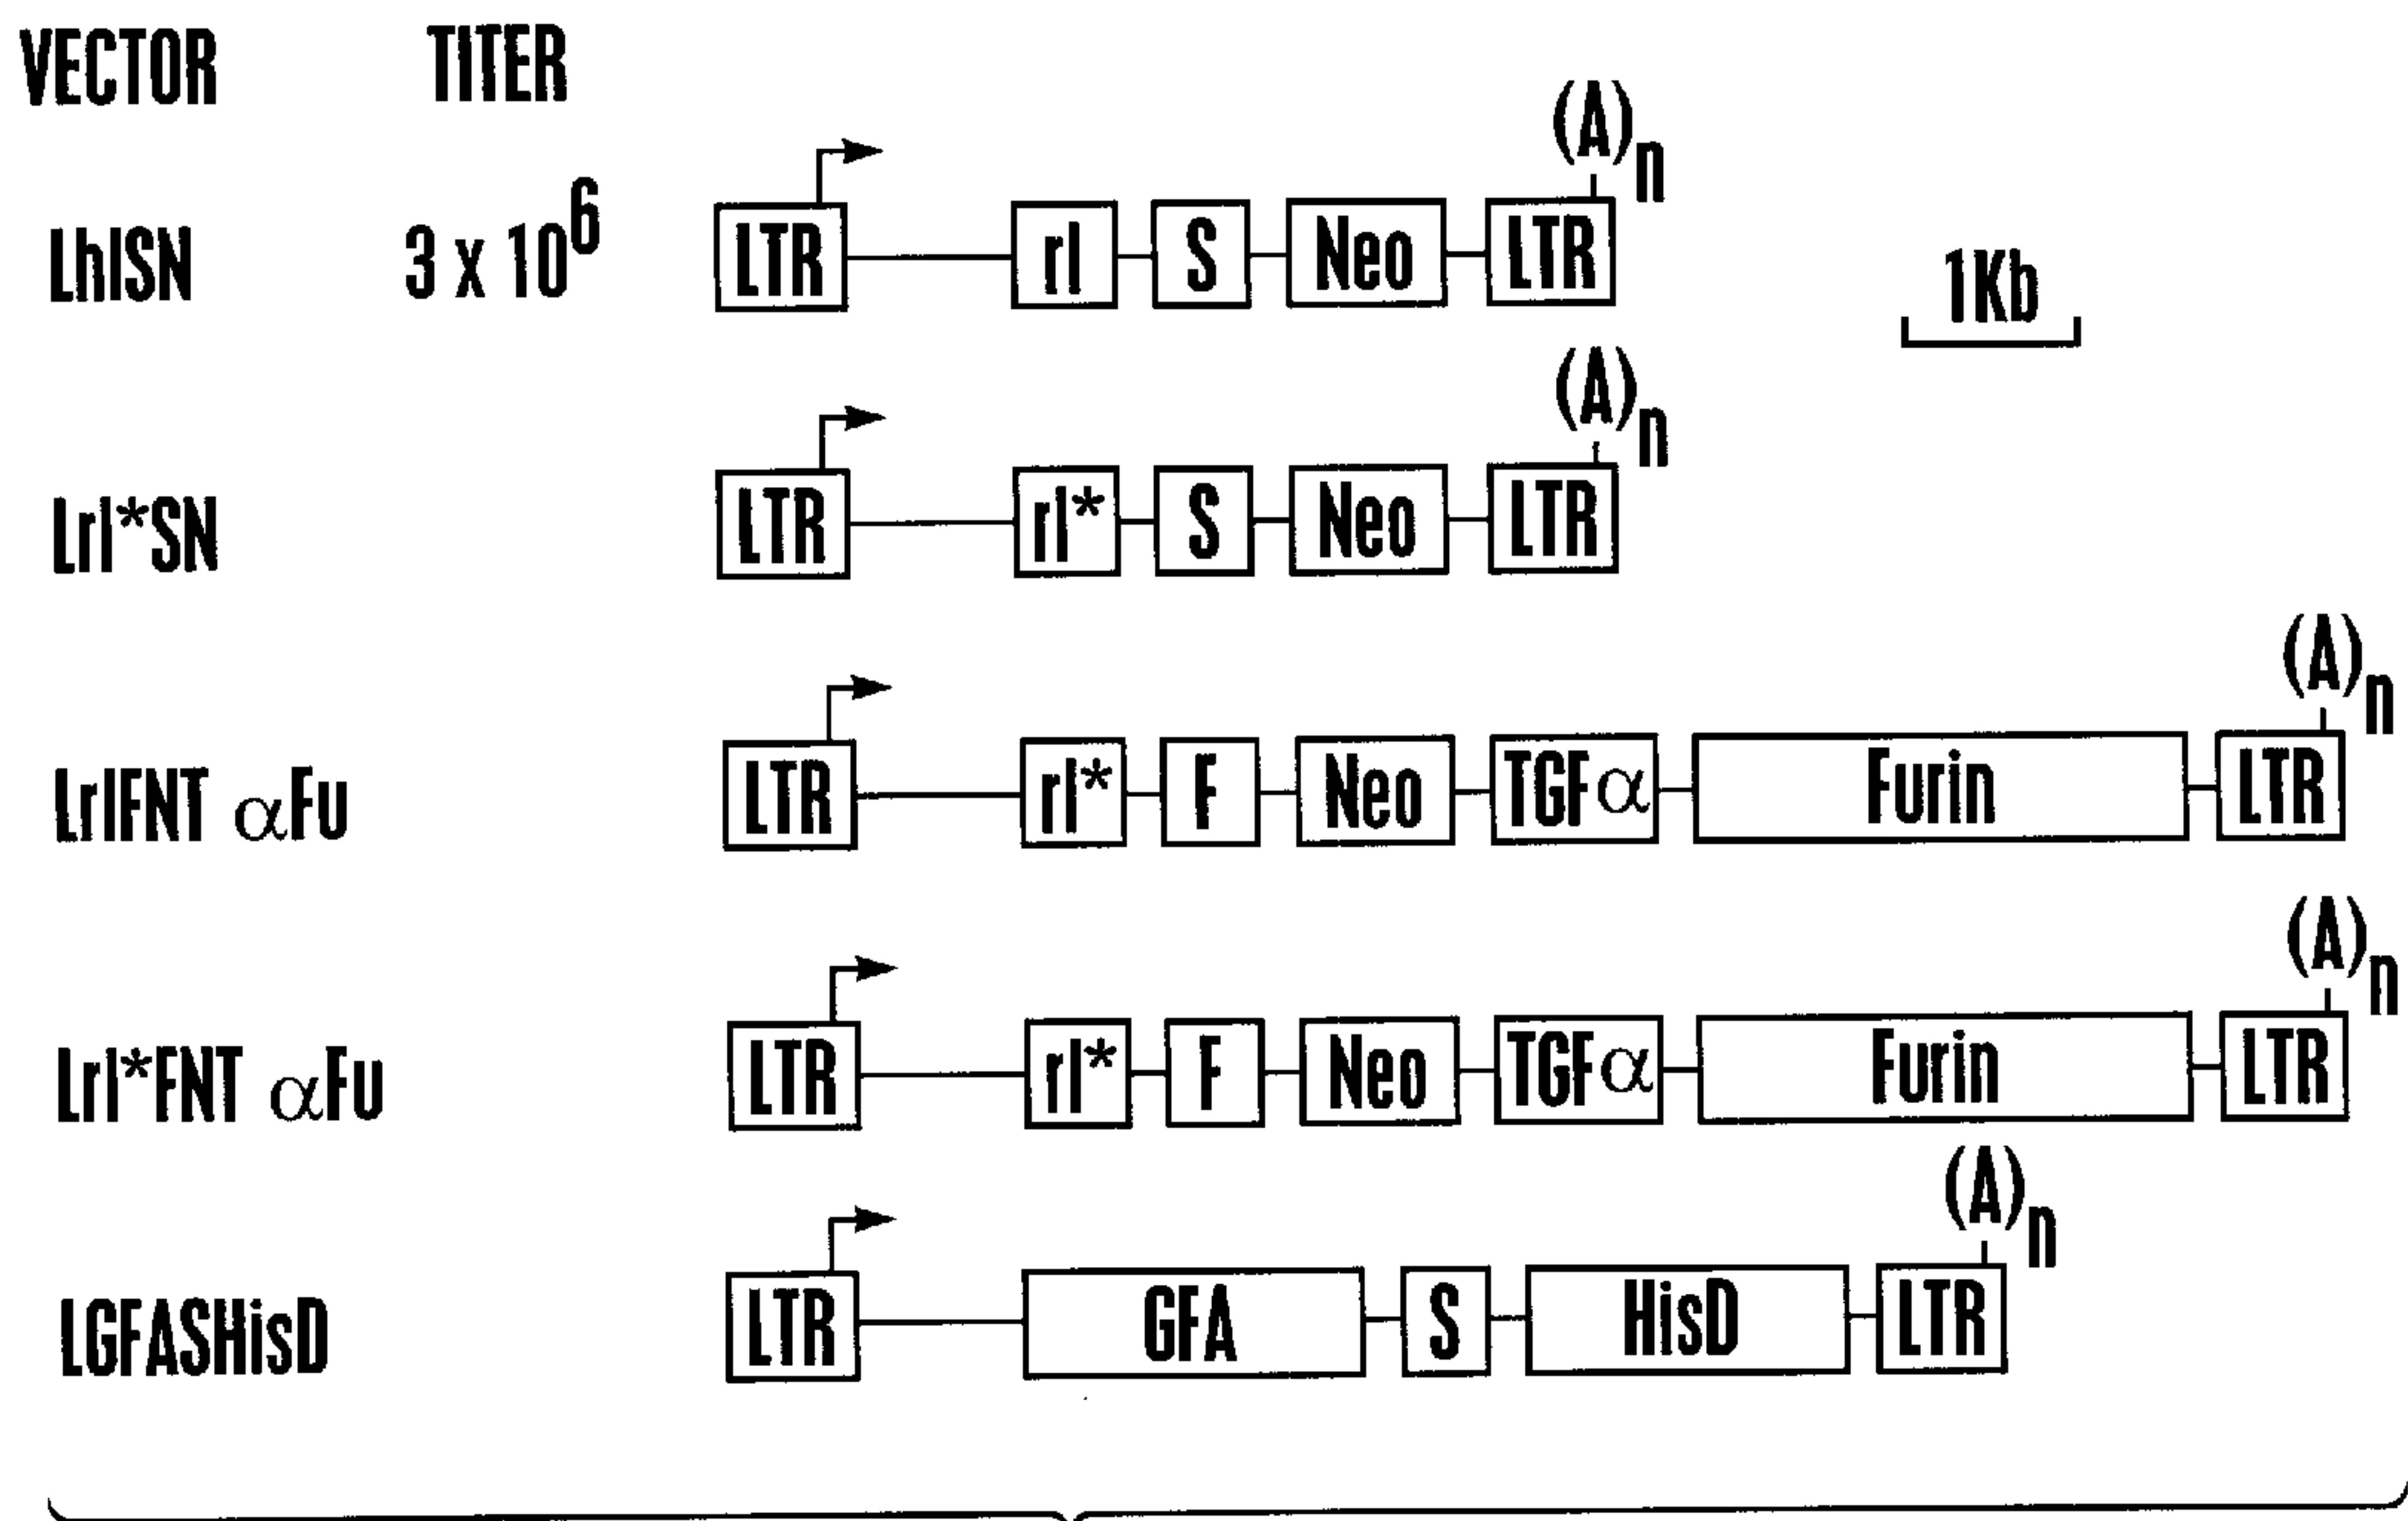 VECTOR TITER
(A)n
LhISN 3 x 10^6 LTR rI S Neo LTR
1Kb
(A)n
LrI*SN LTR rI* S Neo LTR
(A)n
LrIFNT αFu LTR rI* F Neo TGFα Furin LTR
(A)n
LrI*FNT αFu LTR rI* F Neo TGFα Furin LTR
(A)n
LGFASHisD LTR GFA S HisD LTR